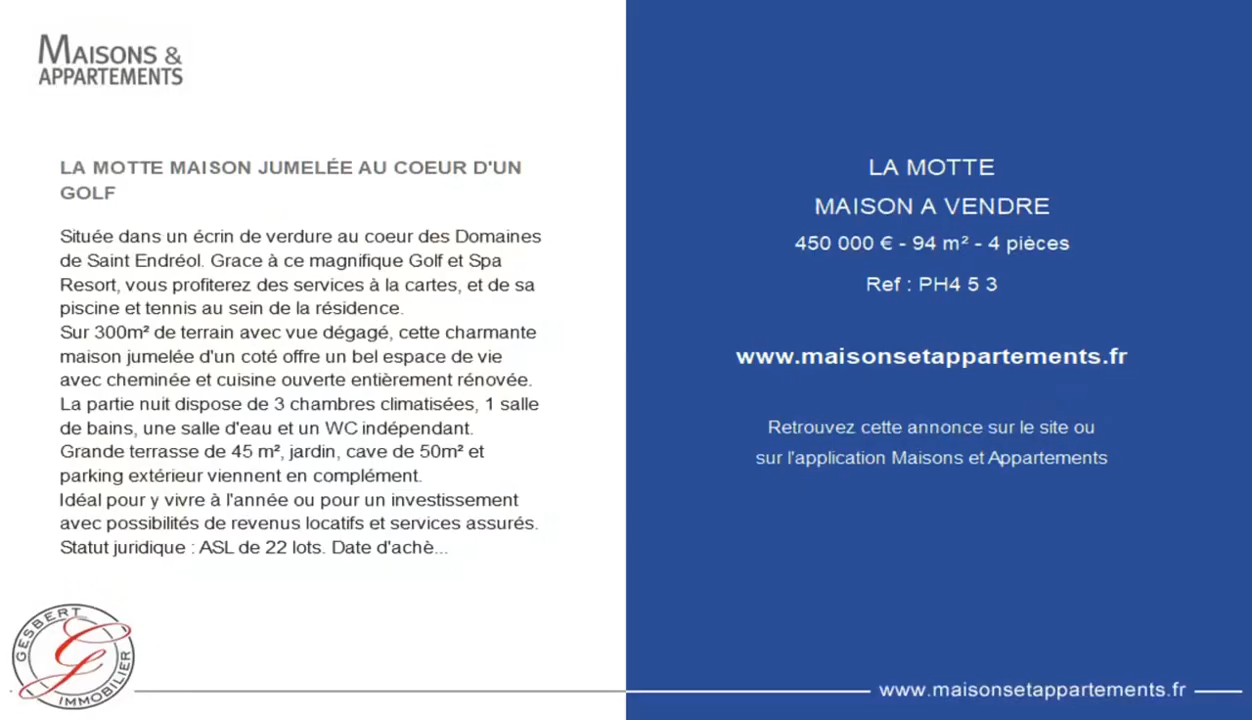 MAISONS &
APPARTEMENTS
LA MOTTE MAISON JUMELÉE AU COEUR D'UN
GOLF
Située dans un écrin de verdure au coeur des Domaines
de Saint Endréol. Grace à ce magnifique Golf et Spa
Resort, vous profiterez des services à la cartes, et de sa
piscine et tennis au sein de la résidence.
Sur 300m² de terrain avec vue dégagé, cette charmante
maison jumelée d'un coté offre un bel espace de vie
avec cheminée et cuisine ouverte entièrement rénovée.
La partie nuit dispose de 3 chambres climatisées, 1 salle
de bains, une salle d'eau et un WC indépendant.
Grande terrasse de 45 m², jardin, cave de 50m² et
parking extérieur viennent en complément.
Idéal pour y vivre à l'année ou pour un investissement
avec possibilités de revenus locatifs et services assurés.
Statut juridique : ASL de 22 lots. Date d'achè...
GESBERT
IMMOBILIER
LA MOTTE
MAISON A VENDRE
450 000 € - 94 m² - 4 pièces
Ref : PH4 5 3
www.maisonsetappartements.fr
Retrouvez cette annonce sur le site ou
sur l'application Maisons et Appartements
www.maisonsetappartements.fr